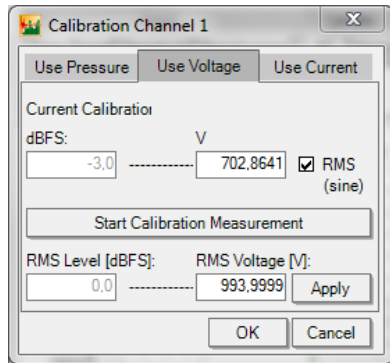 Calibration Channel 1
Use Pressure Use Voltage Use Current
Current Calibration
dBFS: V
-3,0 ------------ 702,8641 RMS
(sine)
Start Calibration Measurement
RMS Level [dBFS]: RMS Voltage [V]:
0,0 ------------ 993,9999 Apply
OK Cancel